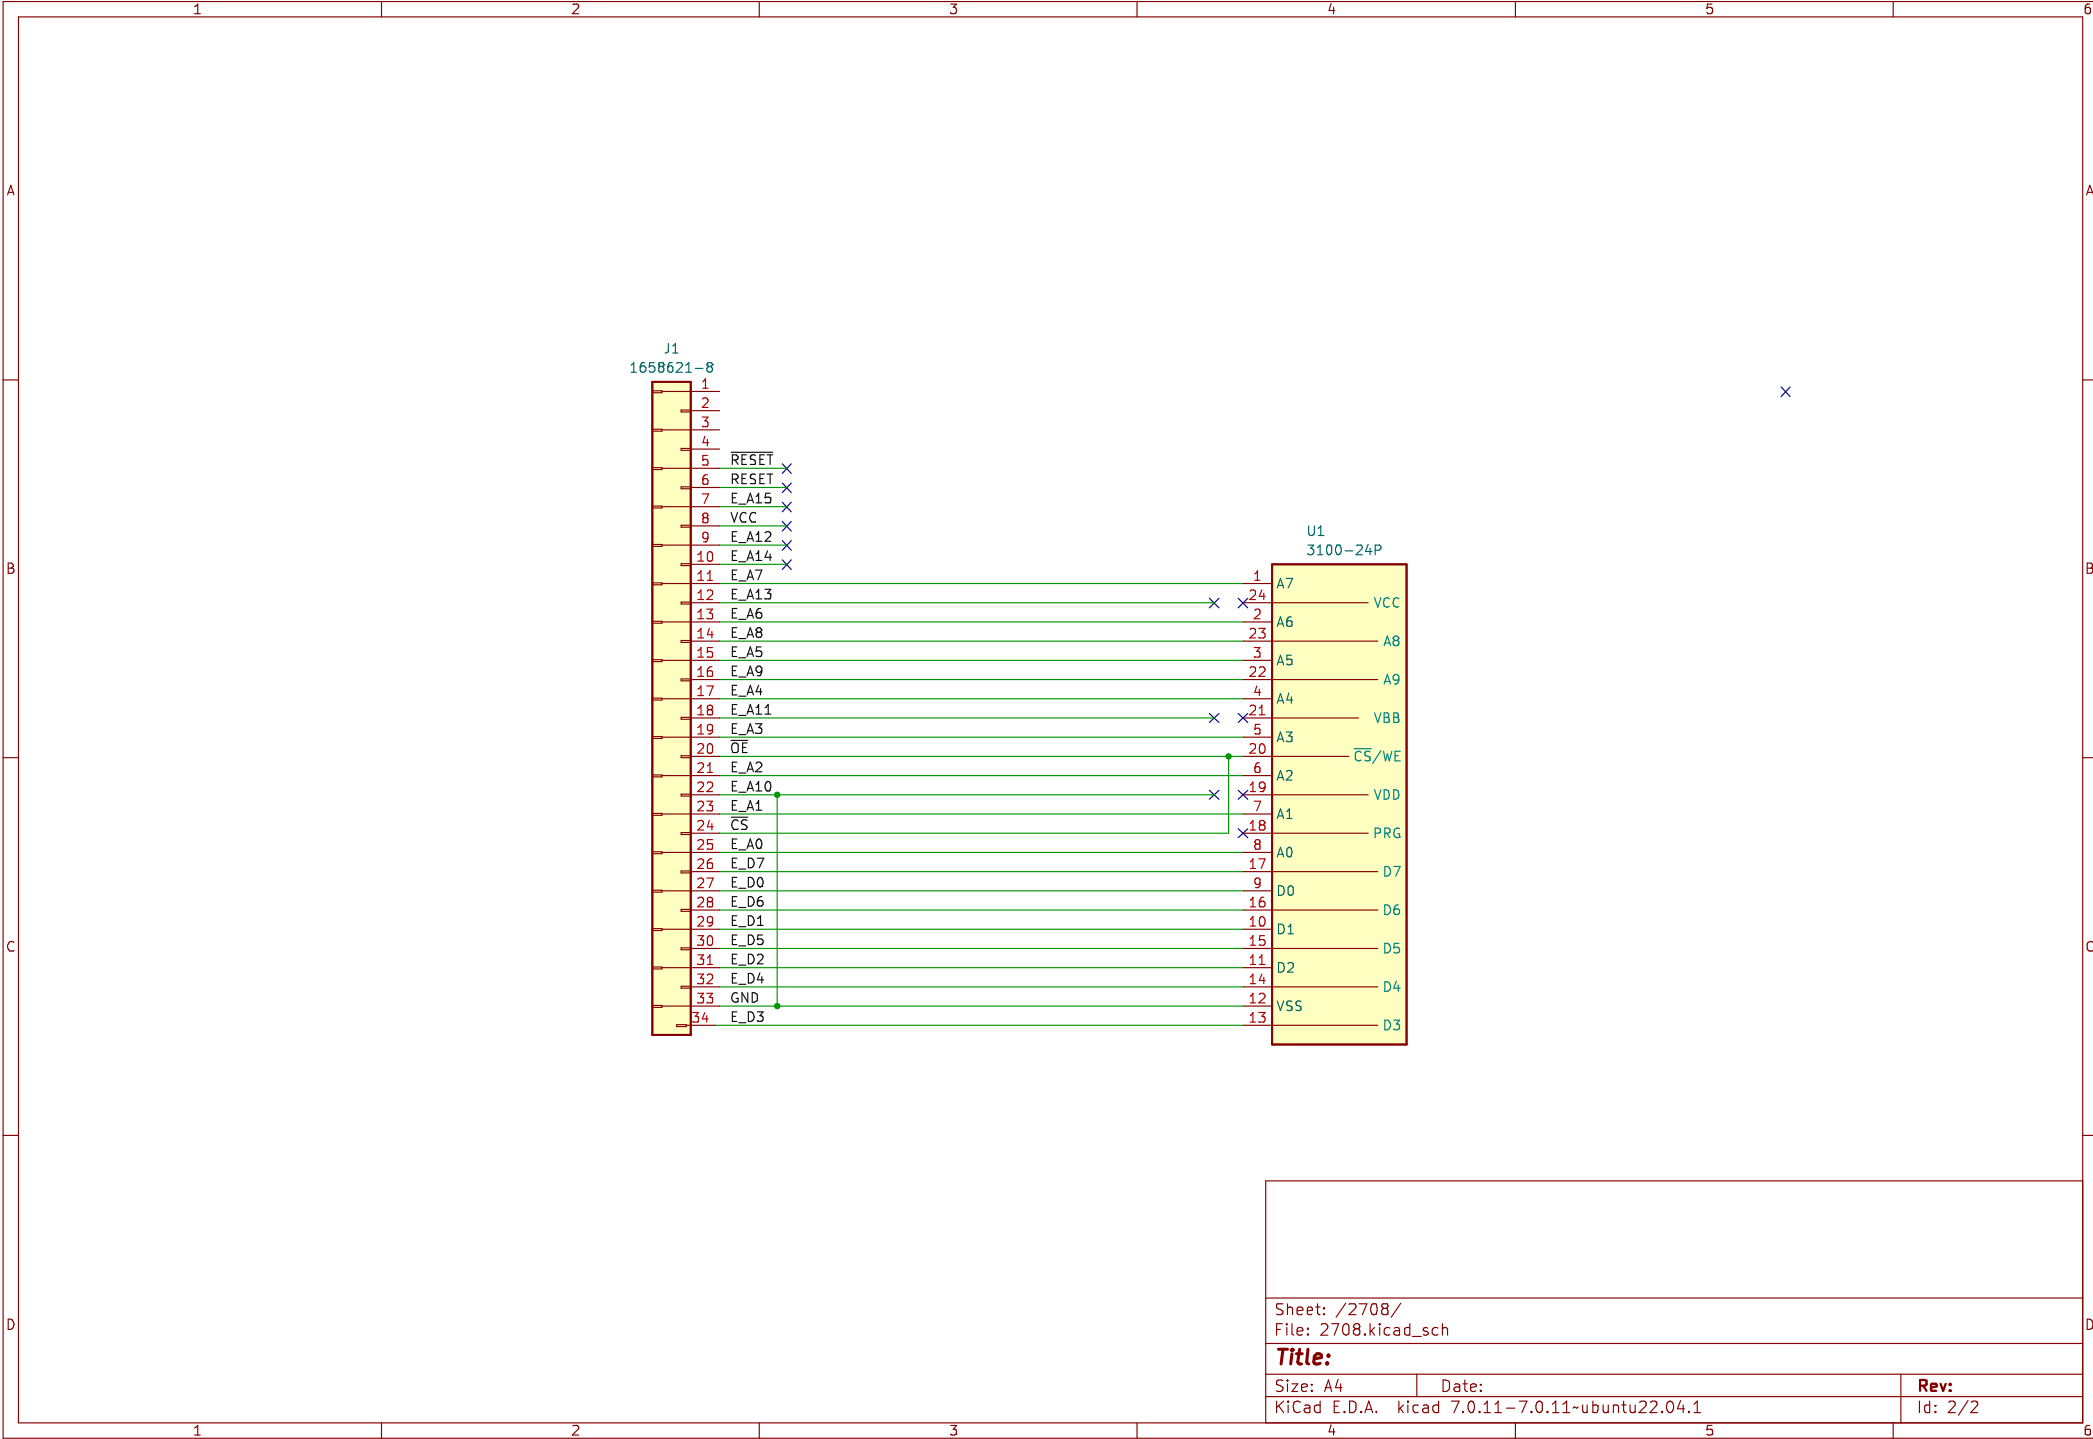 1 2 3 4 5 6
A A
J1
1658621-8
1
2
3
4
5 RESET
6 RESET
7 E_A15
8 VCC
U1
9 E_A12
3100-24P
10 E_A14
B B
11 E_A7 1 A7
12 E_A13 24 VCC
13 E_A6 2 A6
14 E_A8 23 A8
15 E_A5 3 A5
16 E_A9 22 A9
17 E_A4 4 A4
18 E_A11 21 VBB
19 E_A3 5 A3
20 OE 20 CS/WE
21 E_A2 6 A2
22 E_A10 19 VDD
23 E_A1 7 A1
24 CS 18 PRG
25 E_A0 8 A0
26 E_D7 17 D7
27 E_D0 9 D0
28 E_D6 16 D6
29 E_D1 10 D1
C C
30 E_D5 15 D5
31 E_D2 11 D2
32 E_D4 14 D4
33 GND 12 VSS
34 E_D3 13 D3
Sheet: /2708/
D D
File: 2708.kicad_sch
Title:
Size: A4 Date: Rev:
KiCad E.D.A. kicad 7.0.11-7.0.11~ubuntu22.04.1 Id: 2/2
1 2 3 4 5 6